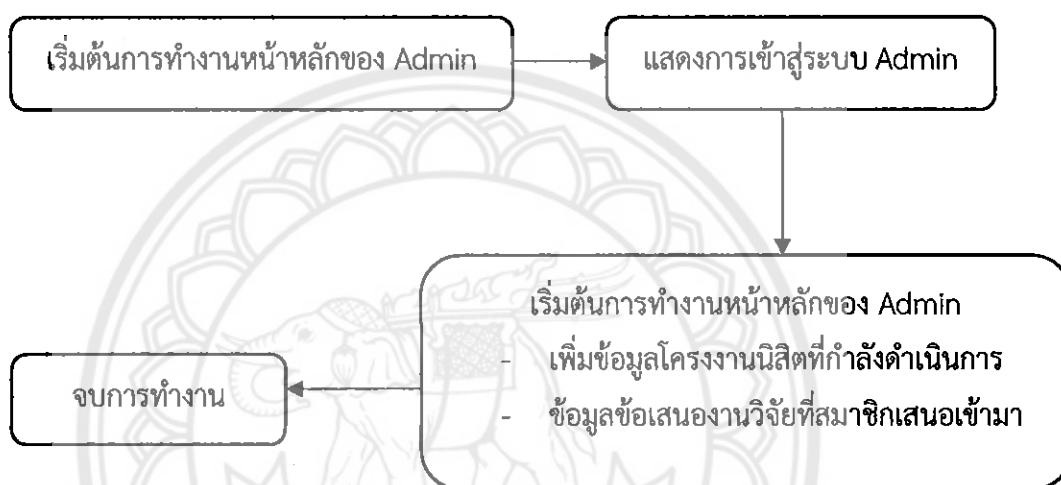 เริ่มต้นการทำงานหน้าหลักของ Admin
แสดงการเข้าสู่ระบบ Admin
เริ่มต้นการทำงานหน้าหลักของ Admin
- เพิ่มข้อมูลโครงงานนิสิตที่กำลังดำเนินการ
- ข้อมูลข้อเสนองานวิจัยที่สมาชิกเสนอเข้ามา
จบการทำงาน